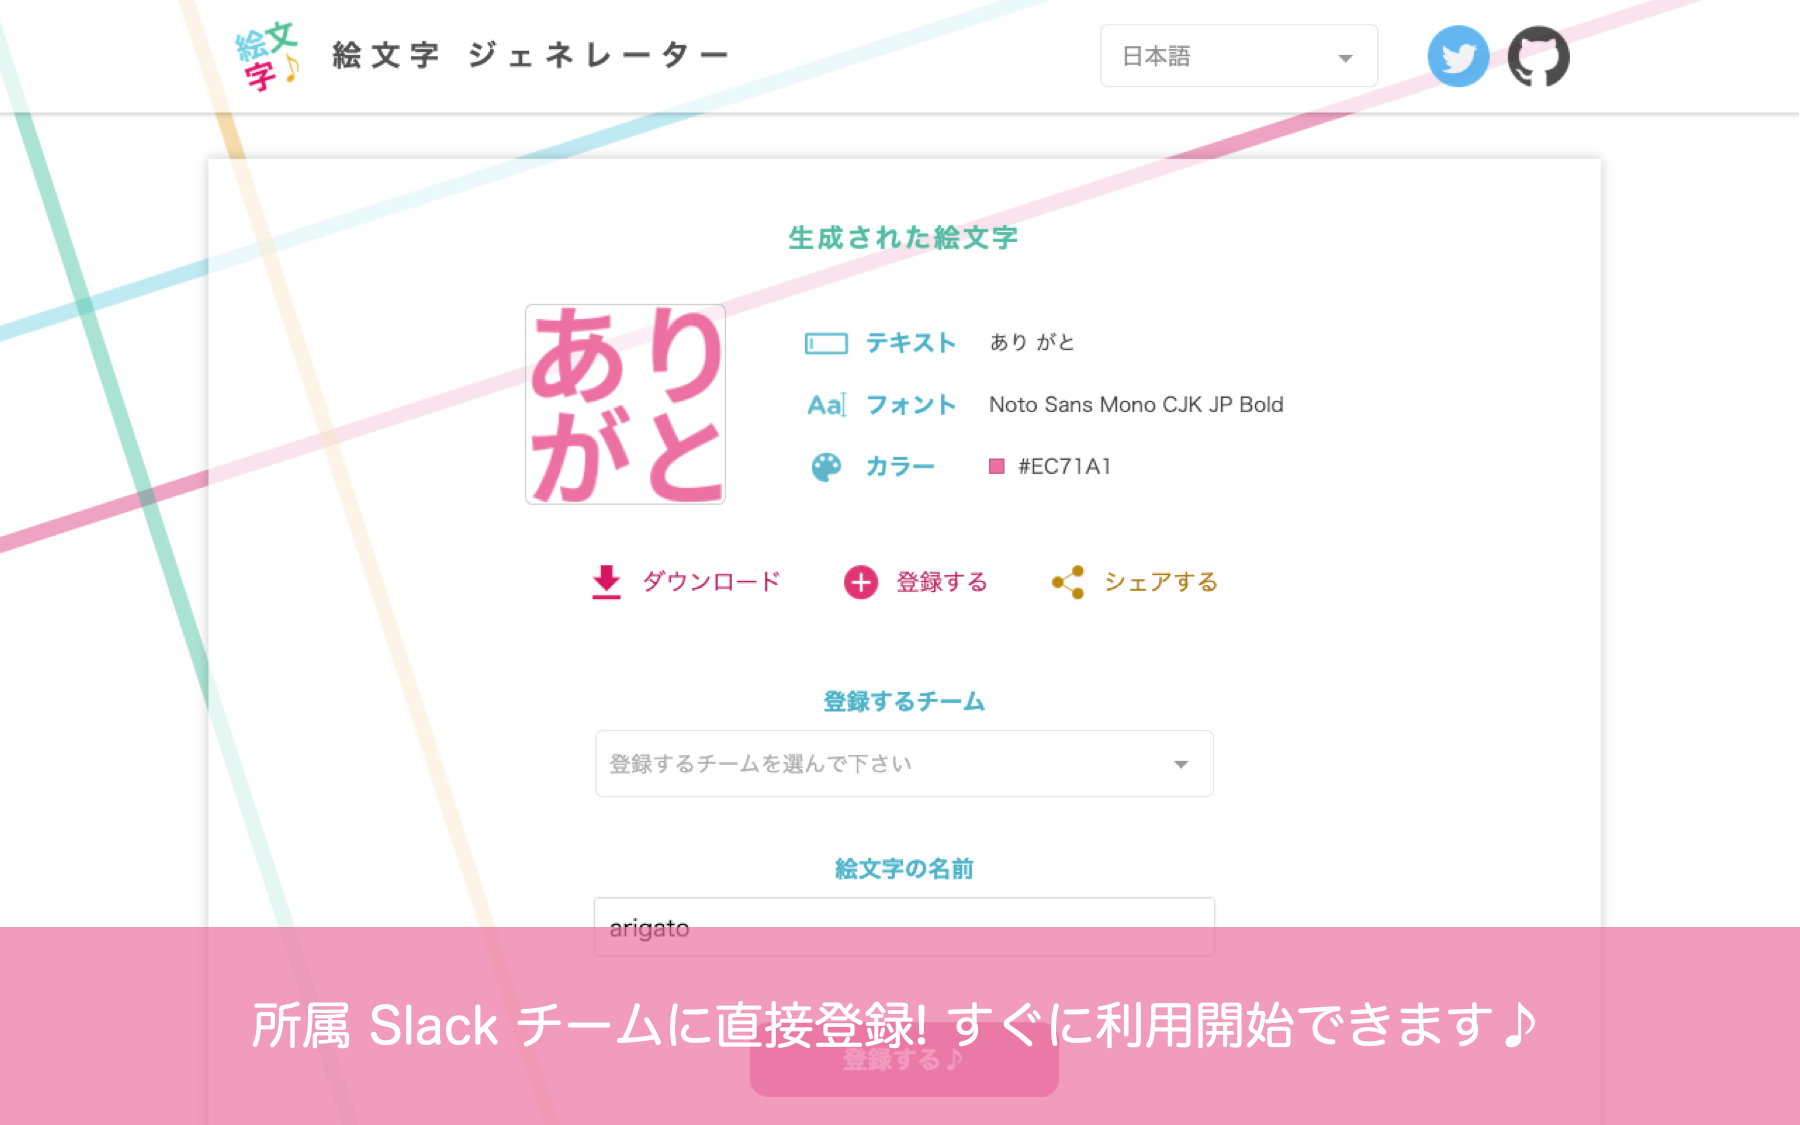 絵文
字♪
絵文字 ジェネレーター
日本語
生成された絵文字
あり
がと
テキスト あり がと
Aa フォント Noto Sans Mono CJK JP Bold
カラー #EC71A1
ダウンロード 登録する シェアする
登録するチーム
登録するチームを選んで下さい
絵文字の名前
arigato
所属 Slack チームに直接登録! すぐに利用開始できます♪
登録する♪